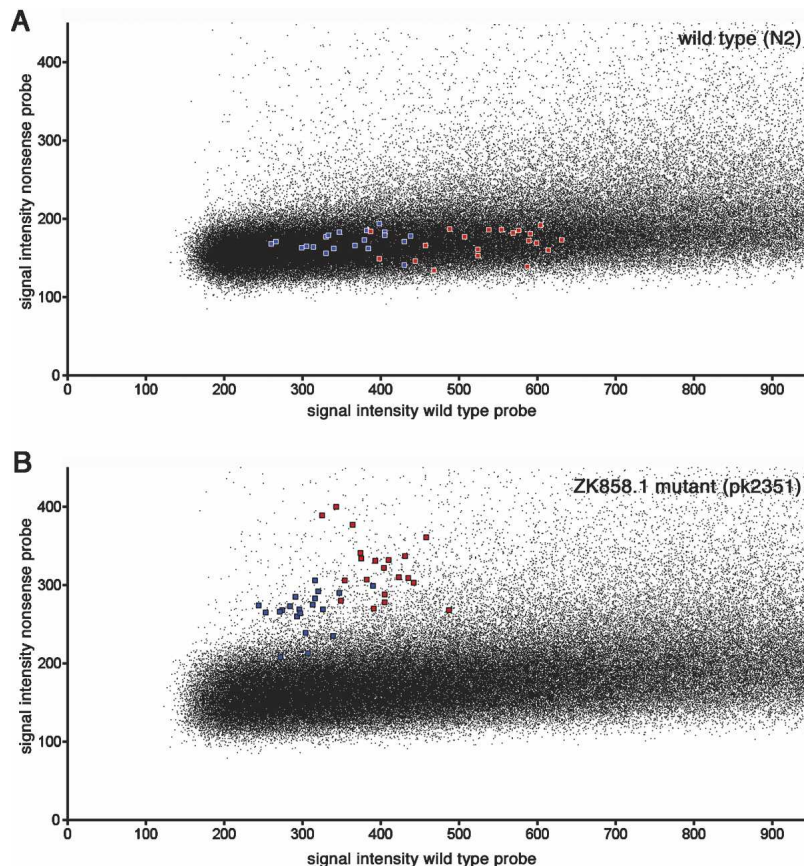 A
wild type (N2)
signal intensity nonsense probe
400
300
200
100
0
0 100 200 300 400 500 600 700 800 900
signal intensity wild type probe
B
ZK858.1 mutant (pk2351)
signal intensity nonsense probe
400
300
200
100
0
0 100 200 300 400 500 600 700 800 900
signal intensity wild type probe